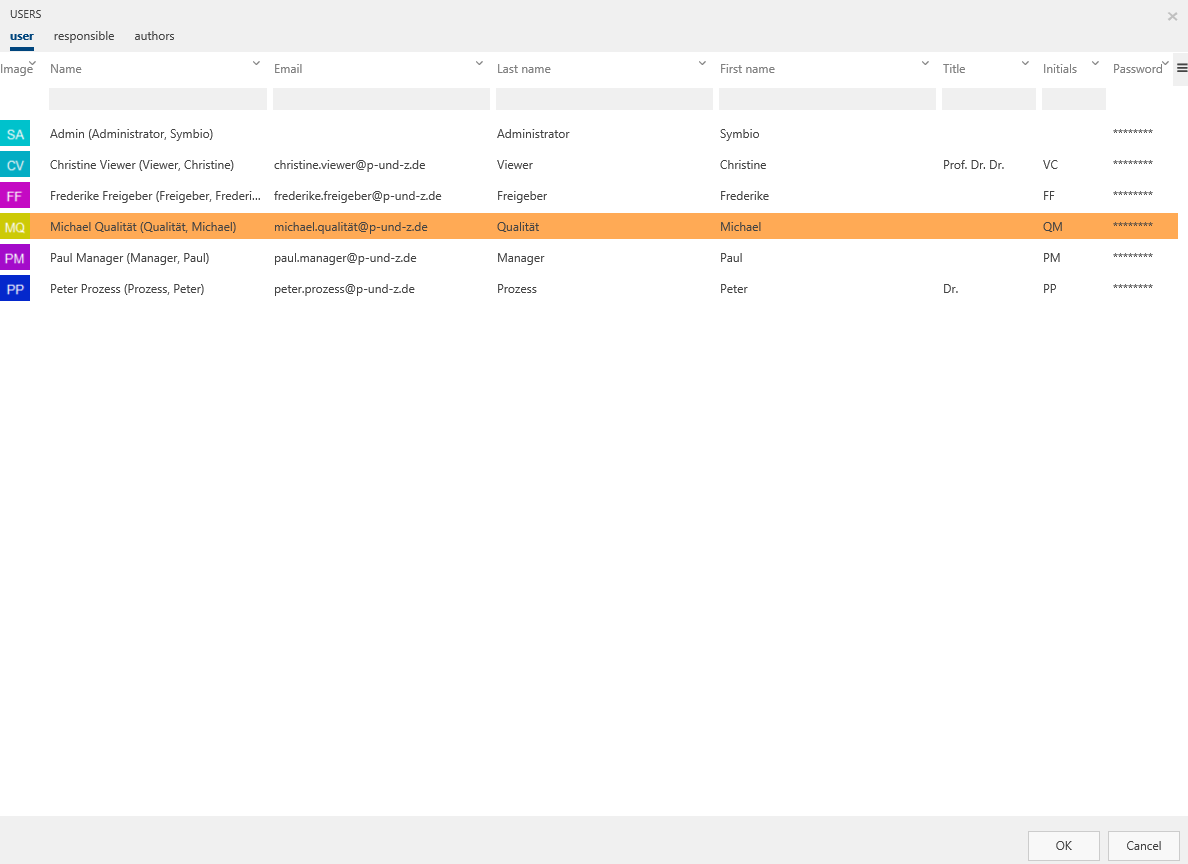 USERS
user responsible authors
Image Name Email Last name First name Title Initials Password
SA Admin (Administrator, Symbio) Administrator Symbio ********
CV Christine Viewer (Viewer, Christine) christine.viewer@p-und-z.de Viewer Christine Prof. Dr. Dr. VC ********
FF Frederike Freigeber (Freigeber, Frederi... frederike.freigeber@p-und-z.de Freigeber Frederike FF ********
MQ Michael Qualität (Qualität, Michael) michael.qualität@p-und-z.de Qualität Michael QM ********
PM Paul Manager (Manager, Paul) paul.manager@p-und-z.de Manager Paul PM ********
PP Peter Prozess (Prozess, Peter) peter.prozess@p-und-z.de Prozess Peter Dr. PP ********
OK Cancel